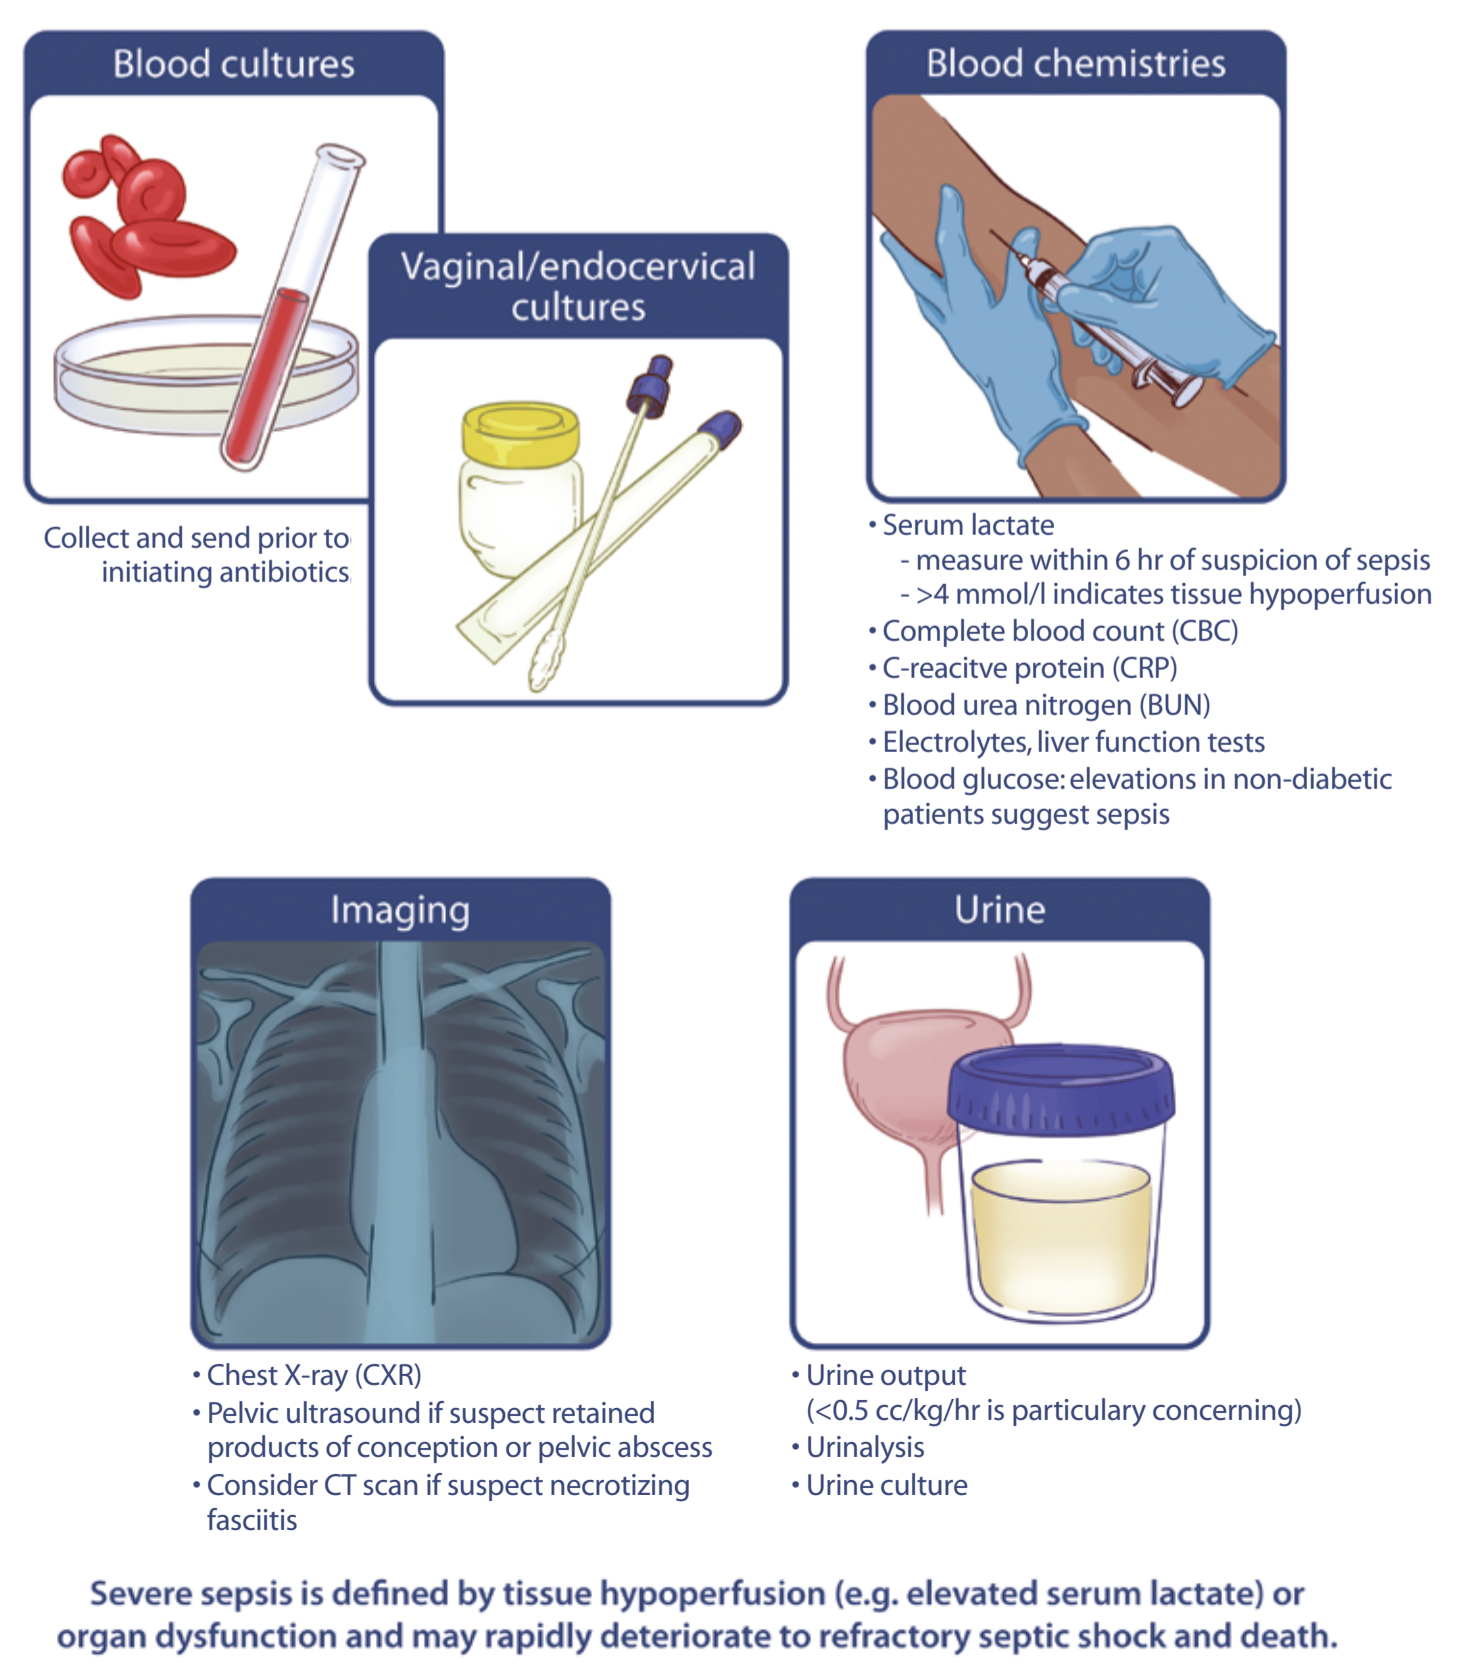 Blood cultures
Collect and send prior to
initiating antibiotics
Vaginal/endocervical
cultures
Blood chemistries
• Serum lactate
- measure within 6 hr of suspicion of sepsis
- >4 mmol/l indicates tissue hypoperfusion
• Complete blood count (CBC)
• C-reacitve protein (CRP)
• Blood urea nitrogen (BUN)
• Electrolytes, liver function tests
• Blood glucose: elevations in non-diabetic
patients suggest sepsis
Imaging
• Chest X-ray (CXR)
• Pelvic ultrasound if suspect retained
products of conception or pelvic abscess
• Consider CT scan if suspect necrotizing
fasciitis
Urine
• Urine output
(<0.5 cc/kg/hr is particulary concerning)
• Urinalysis
• Urine culture
Severe sepsis is defined by tissue hypoperfusion (e.g. elevated serum lactate) or
organ dysfunction and may rapidly deteriorate to refractory septic shock and death.